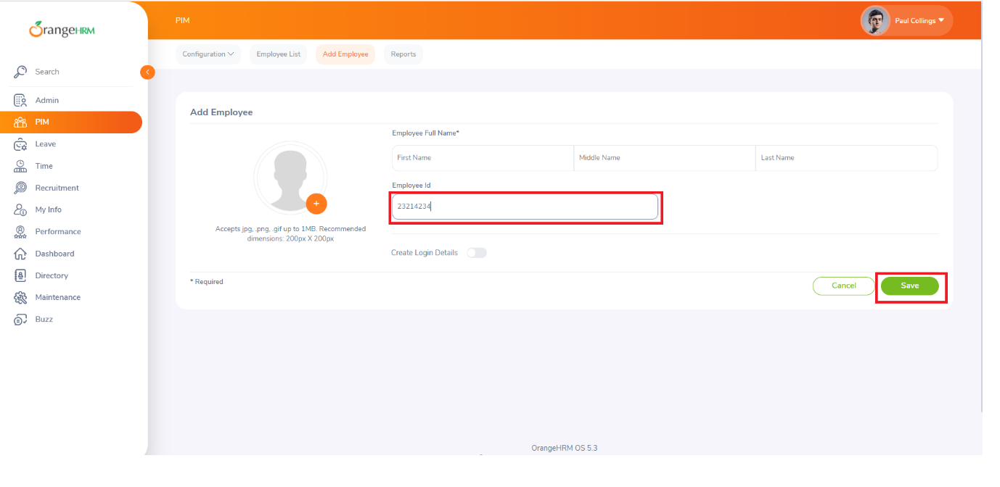 OrangeHRM
PIM
Paul Collings
Configuration
Employee List
Add Employee
Reports
Search
Admin
PIM
Leave
Time
Recruitment
My Info
Performance
Dashboard
Directory
Maintenance
Buzz
Add Employee
Employee Full Name*
First Name
Middle Name
Last Name
Employee Id
23214234
Accepts jpg, .png, .gif up to 1MB. Recommended
dimensions: 200px X 200px
Create Login Details
* Required
Cancel
Save
OrangeHRM OS 5.3